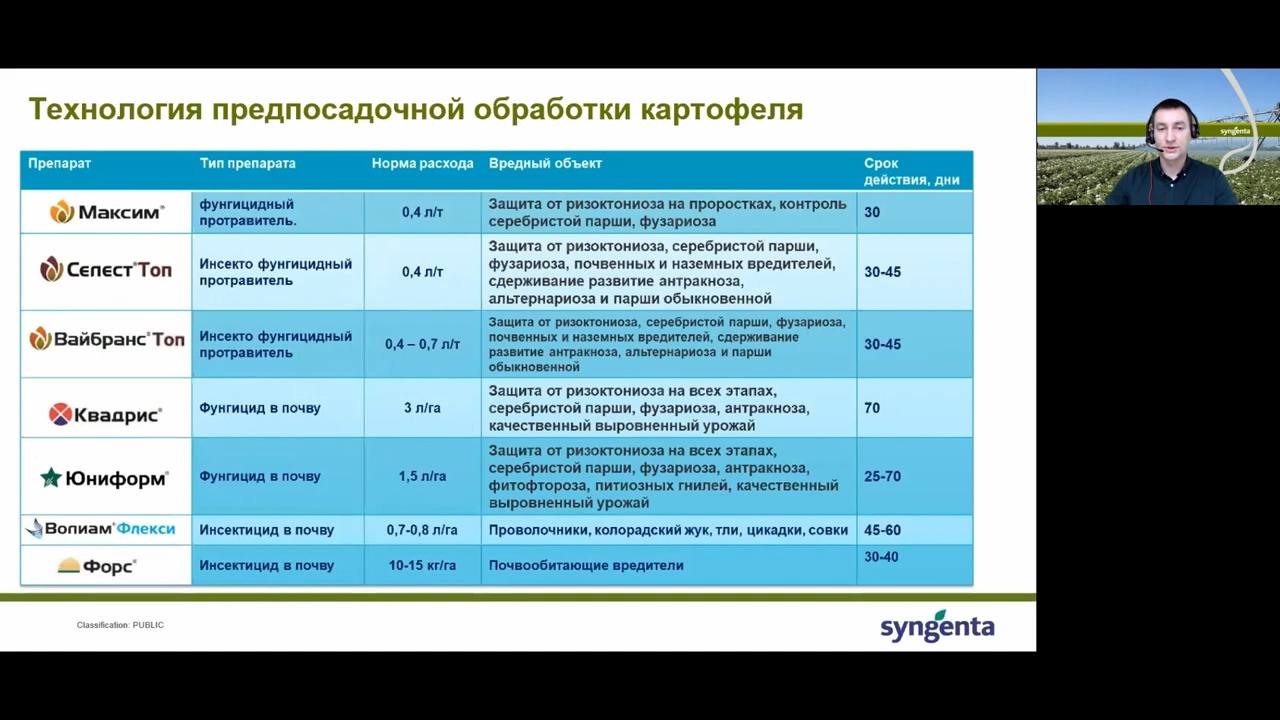 Технология предпосадочной обработки картофеля
Препарат
Тип препарата
Норма расхода
Вредный объект
Срок
действия, дни
Максим®
фунгицидный
протравитель.
0,4 л/т
Защита от ризоктониоза на проростках, контроль
серебристой парши, фузариоза
30
Селест®Топ
Инсекто фунгицидный
протравитель
0,4 л/т
Защита от ризоктониоза, серебристой парши,
фузариоза, почвенных и наземных вредителей,
сдерживание развитие антракноза,
альтернариоза и парши обыкновенной
30-45
Вайбранс®Топ
Инсекто фунгицидный
протравитель
0,4 – 0,7 л/т
Защита от ризоктониоза, серебристой парши, фузариоза,
почвенных и наземных вредителей, сдерживание
развитие антракноза, альтернариоза и парши
обыкновенной
30-45
Квадрис®
Фунгицид в почву
3 л/га
Защита от ризоктониоза на всех этапах,
серебристой парши, фузариоза, антракноза,
качественный выровненный урожай
70
Юниформ®
Фунгицид в почву
1,5 л/га
Защита от ризоктониоза на всех этапах,
серебристой парши, фузариоза, антракноза,
фитофтороза, питиозных гнилей, качественный
выровненный урожай
25-70
Волиам®Флекси
Инсектицид в почву
0,7-0,8 л/га
Проволочники, колорадский жук, тли, цикадки, совки
45-60
Форс®
Инсектицид в почву
10-15 кг/га
Почвообитающие вредители
30-40
Classification: PUBLIC
syngenta
syngenta